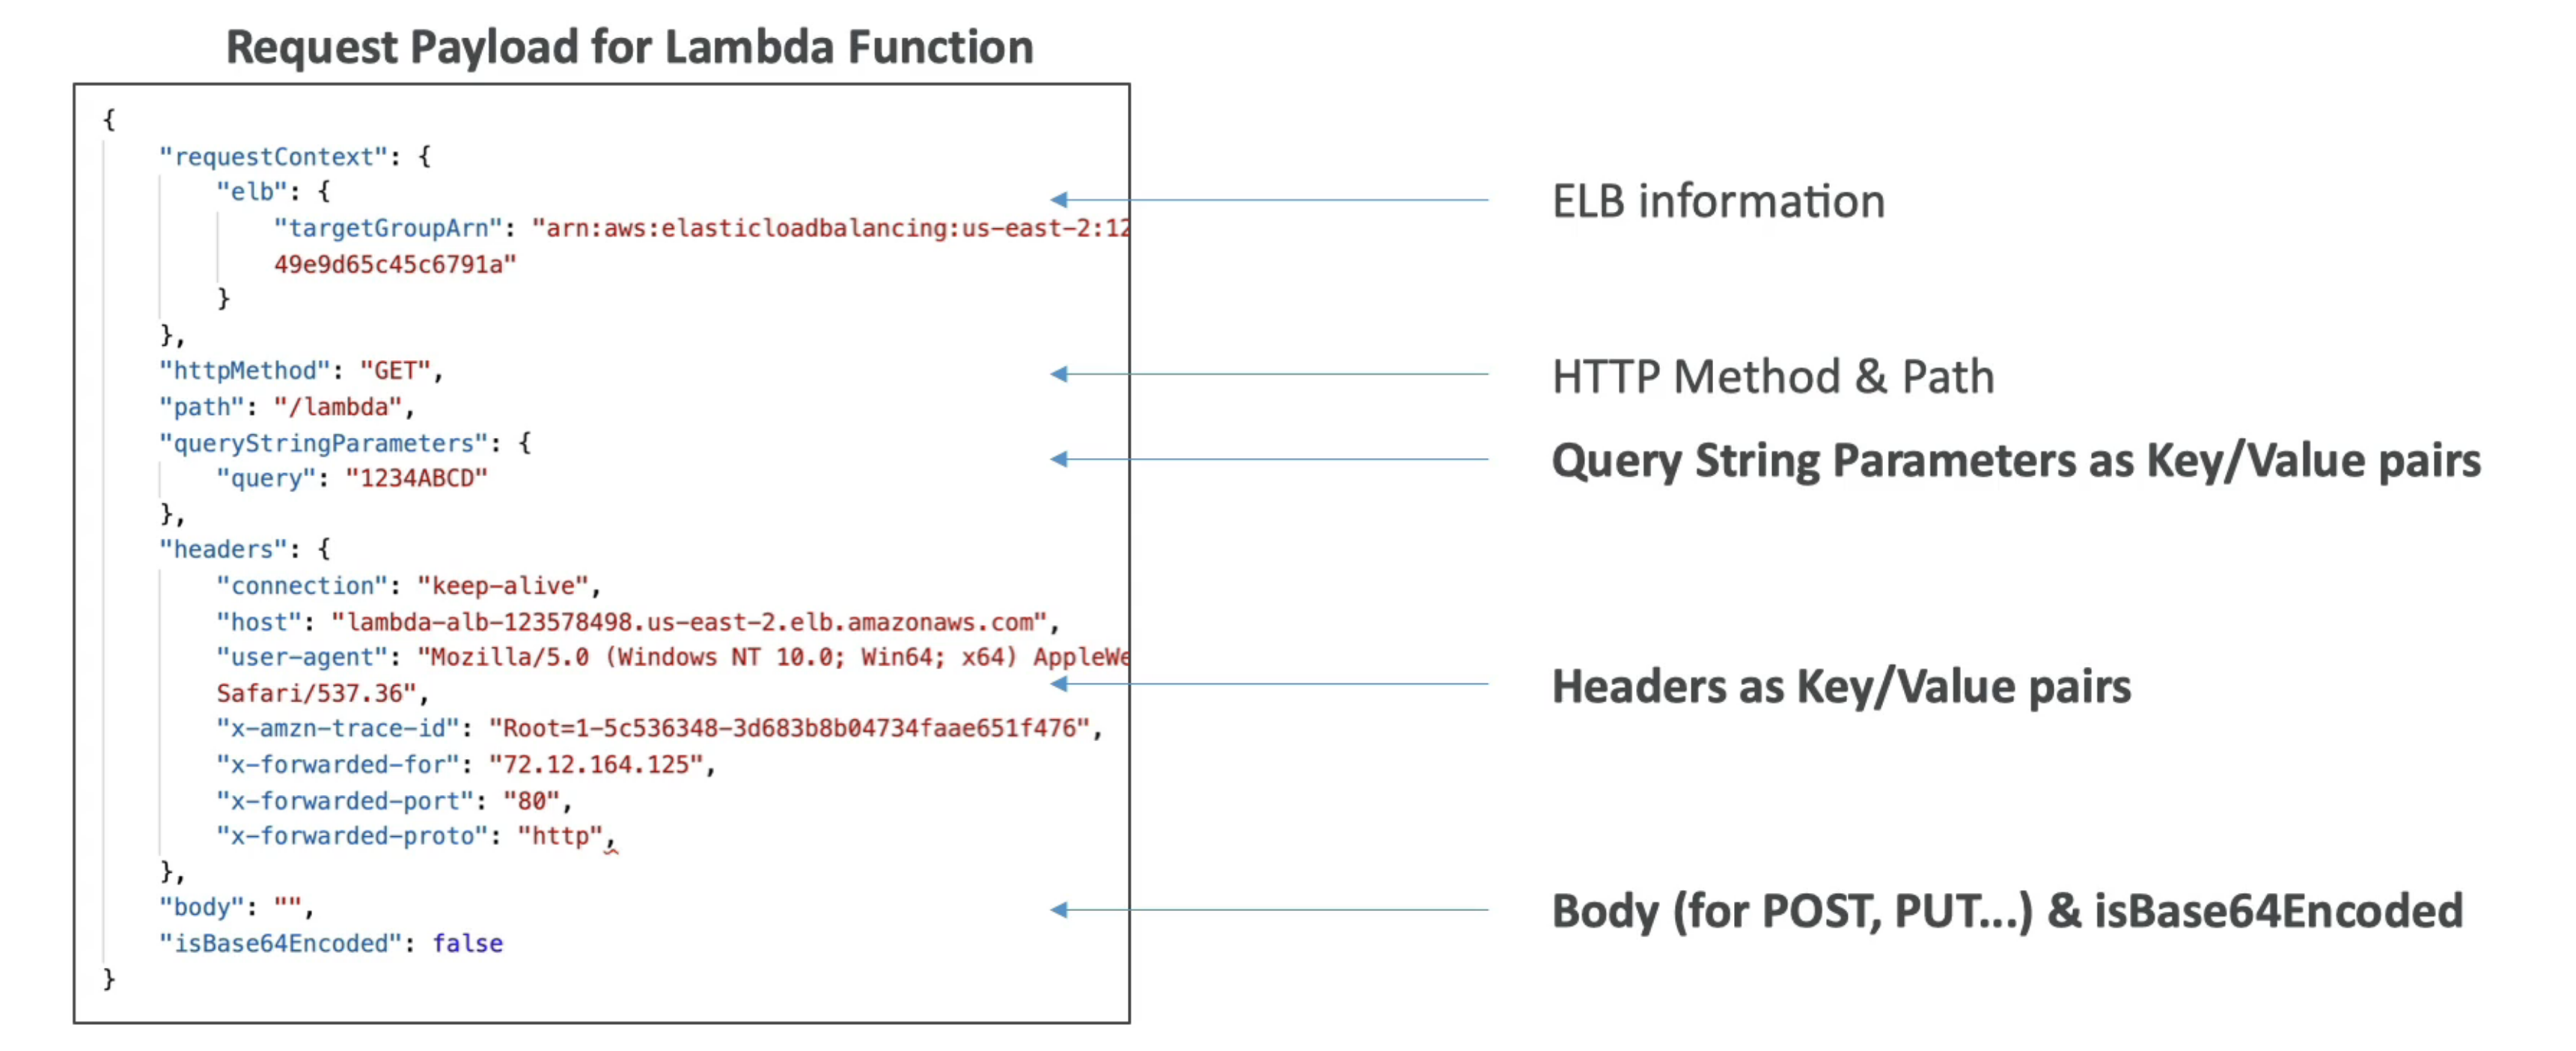 Request Payload for Lambda Function
{
"requestContext": {
"elb": {
"targetGroupArn": "arn:aws:elasticloadbalancing:us-east-2:12
49e9d65c45c6791a"
}
},
"httpMethod": "GET",
"path": "/lambda",
"queryStringParameters": {
"query": "1234ABCD"
},
"headers": {
"connection": "keep-alive",
"host": "lambda-alb-123578498.us-east-2.elb.amazonaws.com",
"user-agent": "Mozilla/5.0 (Windows NT 10.0; Win64; x64) AppleWe
Safari/537.36",
"x-amzn-trace-id": "Root=1-5c536348-3d683b8b04734faae651f476",
"x-forwarded-for": "72.12.164.125",
"x-forwarded-port": "80",
"x-forwarded-proto": "http",
},
"body": "",
"isBase64Encoded": false
}
ELB information
HTTP Method & Path
Query String Parameters as Key/Value pairs
Headers as Key/Value pairs
Body (for POST, PUT...) & isBase64Encoded